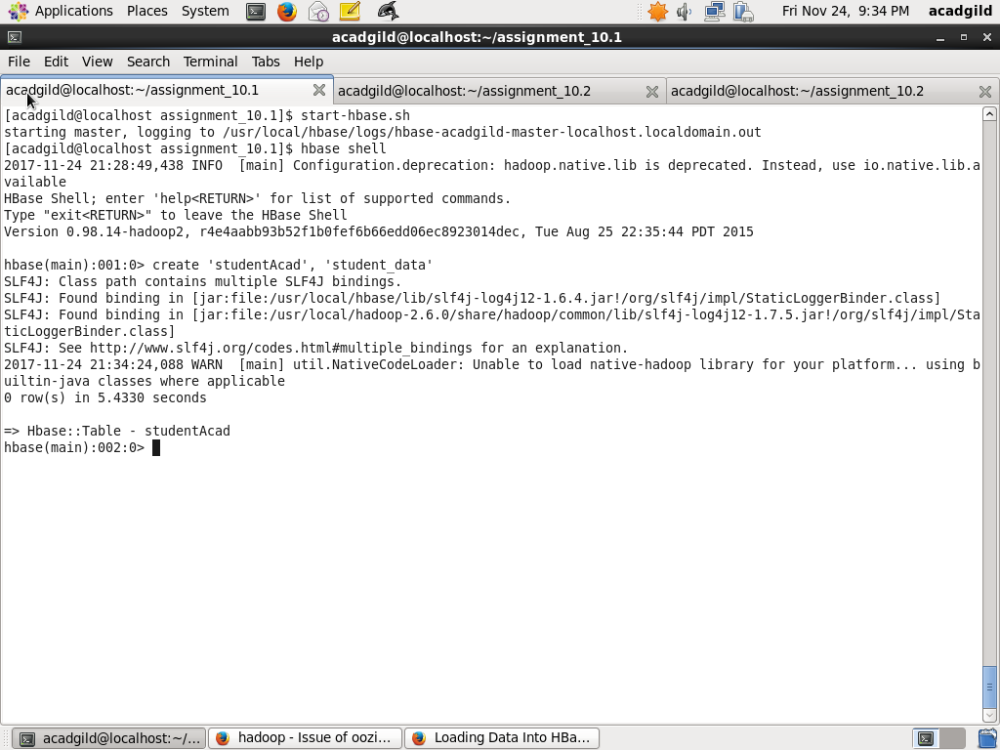 Applications Places System Fri Nov 24, 9:34 PM acadgild
acadgild@localhost:~/assignment_10.1
File Edit View Search Terminal Tabs Help
acadgild@localhost:~/assignment_10.1 acadgild@localhost:~/assignment_10.2 acadgild@localhost:~/assignment_10.2
[acadgild@localhost assignment_10.1]$ start-hbase.sh
starting master, logging to /usr/local/hbase/logs/hbase-acadgild-master-localhost.localdomain.out
[acadgild@localhost assignment_10.1]$ hbase shell
2017-11-24 21:28:49,438 INFO  [main] Configuration.deprecation: hadoop.native.lib is deprecated. Instead, use io.native.lib.a
vailable
HBase Shell; enter 'help<RETURN>' for list of supported commands.
Type "exit<RETURN>" to leave the HBase Shell
Version 0.98.14-hadoop2, r4e4aabb93b52f1b0fef6b66edd06ec8923014dec, Tue Aug 25 22:35:44 PDT 2015
hbase(main):001:0> create 'studentAcad', 'student_data'
SLF4J: Class path contains multiple SLF4J bindings.
SLF4J: Found binding in [jar:file:/usr/local/hbase/lib/slf4j-log4j12-1.6.4.jar!/org/slf4j/impl/StaticLoggerBinder.class]
SLF4J: Found binding in [jar:file:/usr/local/hadoop-2.6.0/share/hadoop/common/lib/slf4j-log4j12-1.7.5.jar!/org/slf4j/impl/Sta
ticLoggerBinder.class]
SLF4J: See http://www.slf4j.org/codes.html#multiple_bindings for an explanation.
2017-11-24 21:34:24,088 WARN  [main] util.NativeCodeLoader: Unable to load native-hadoop library for your platform... using b
uiltin-java classes where applicable
0 row(s) in 5.4330 seconds
=> Hbase::Table - studentAcad
hbase(main):002:0>
acadgild@localhost:~/... hadoop - Issue of oozi... Loading Data Into HBa...